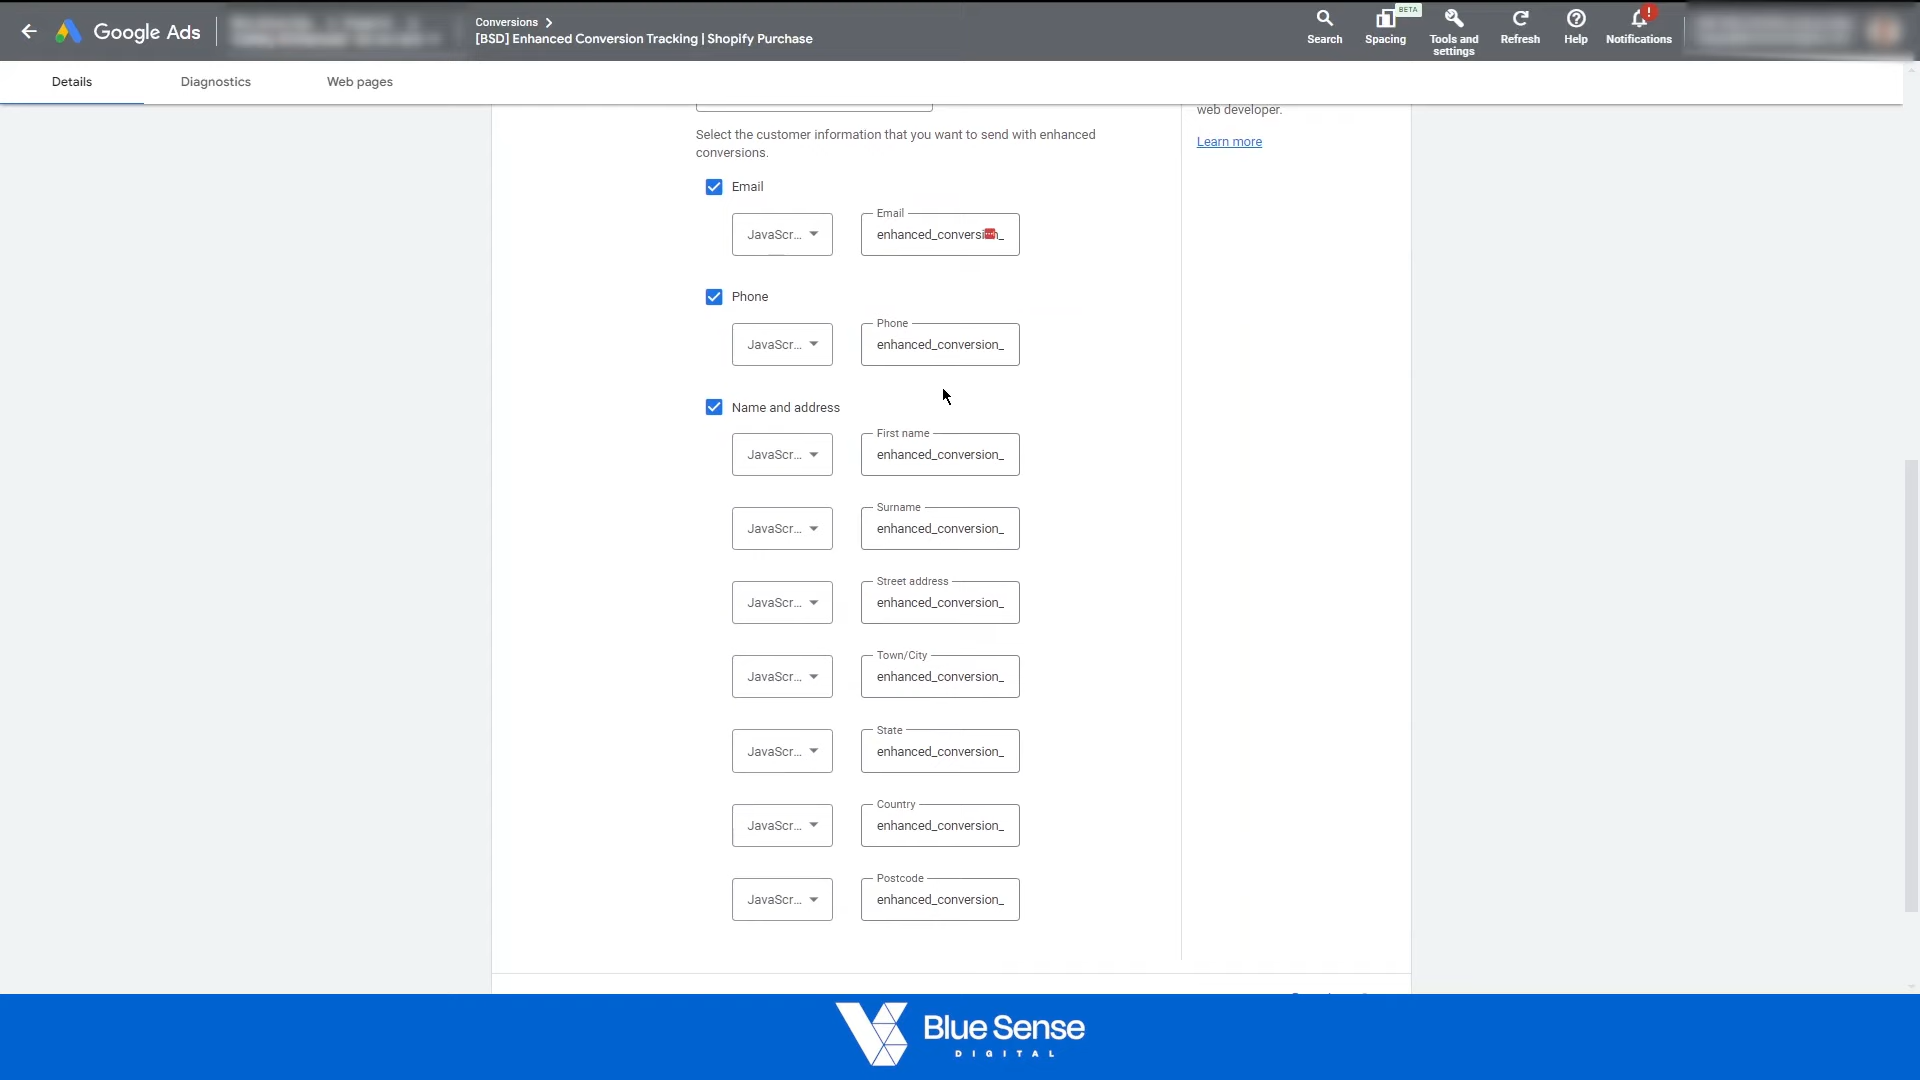 Google Ads
Conversions
[BSD] Enhanced Conversion Tracking | Shopify Purchase
Search
BETA
Spacing
Tools and
settings
Refresh
Help
!
Notifications
Details
Diagnostics
Web pages
web developer.
Learn more
Select the customer information that you want to send with enhanced
conversions.
Email
Email
JavaScr...
enhanced_conversion_
Phone
Phone
JavaScr...
enhanced_conversion_
Name and address
First name
JavaScr...
enhanced_conversion_
Surname
JavaScr...
enhanced_conversion_
Street address
JavaScr...
enhanced_conversion_
Town/City
JavaScr...
enhanced_conversion_
State
JavaScr...
enhanced_conversion_
Country
JavaScr...
enhanced_conversion_
Postcode
JavaScr...
enhanced_conversion_
Blue Sense
DIGITAL